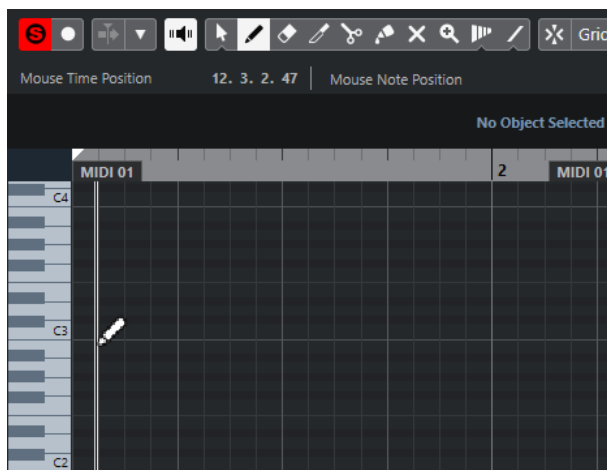 S
Grid
Mouse Time Position 12. 3. 2. 47 Mouse Note Position
No Object Selected
2
MIDI 01 MIDI 01
C4
C3
C2